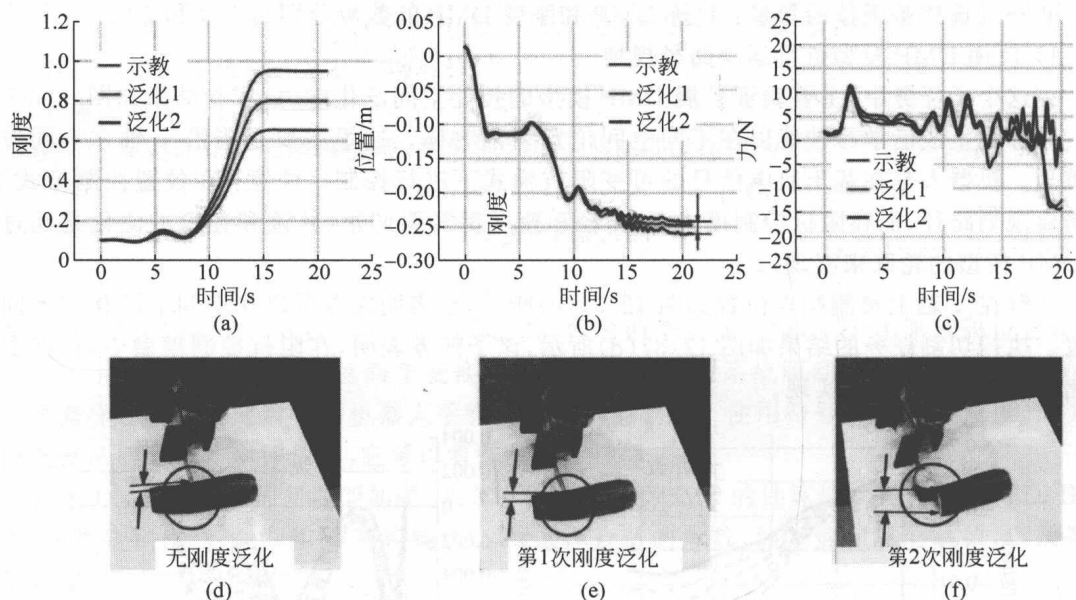 1.2
1.0
0.8
0.6
0.4
0.2
0
刚度
示教
泛化1
泛化2
0 5 10 15 20 25
时间/s
(a)
0
−0.05
−0.10
−0.15
−0.20
−0.25
−0.30
位置/m
刚度
示教
泛化1
泛化2
0 5 10 15 20 25
时间/s
(b)
25
20
15
10
5
0
−5
−10
−15
−20
−25
力/N
示教
泛化1
泛化2
0 5 10 15 20
时间/s
(c)
无刚度泛化
(d)
第1次刚度泛化
(e)
第2次刚度泛化
(f)